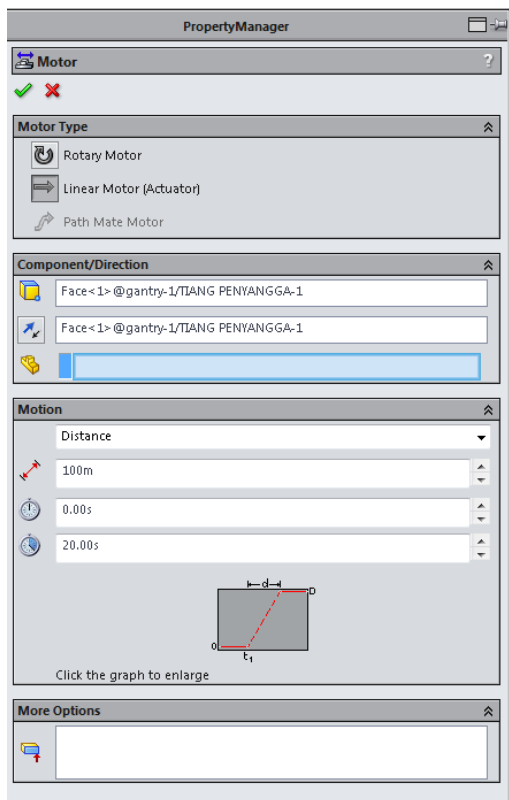 PropertyManager
Motor
?
Motor Type
Rotary Motor
Linear Motor (Actuator)
Path Mate Motor
Component/Direction
Face<1>@gantry-1/TIANG PENYANGGA-1
Face<1>@gantry-1/TIANG PENYANGGA-1
Motion
Distance
100m
0.00s
20.00s
d
D
0
t₁
Click the graph to enlarge
More Options